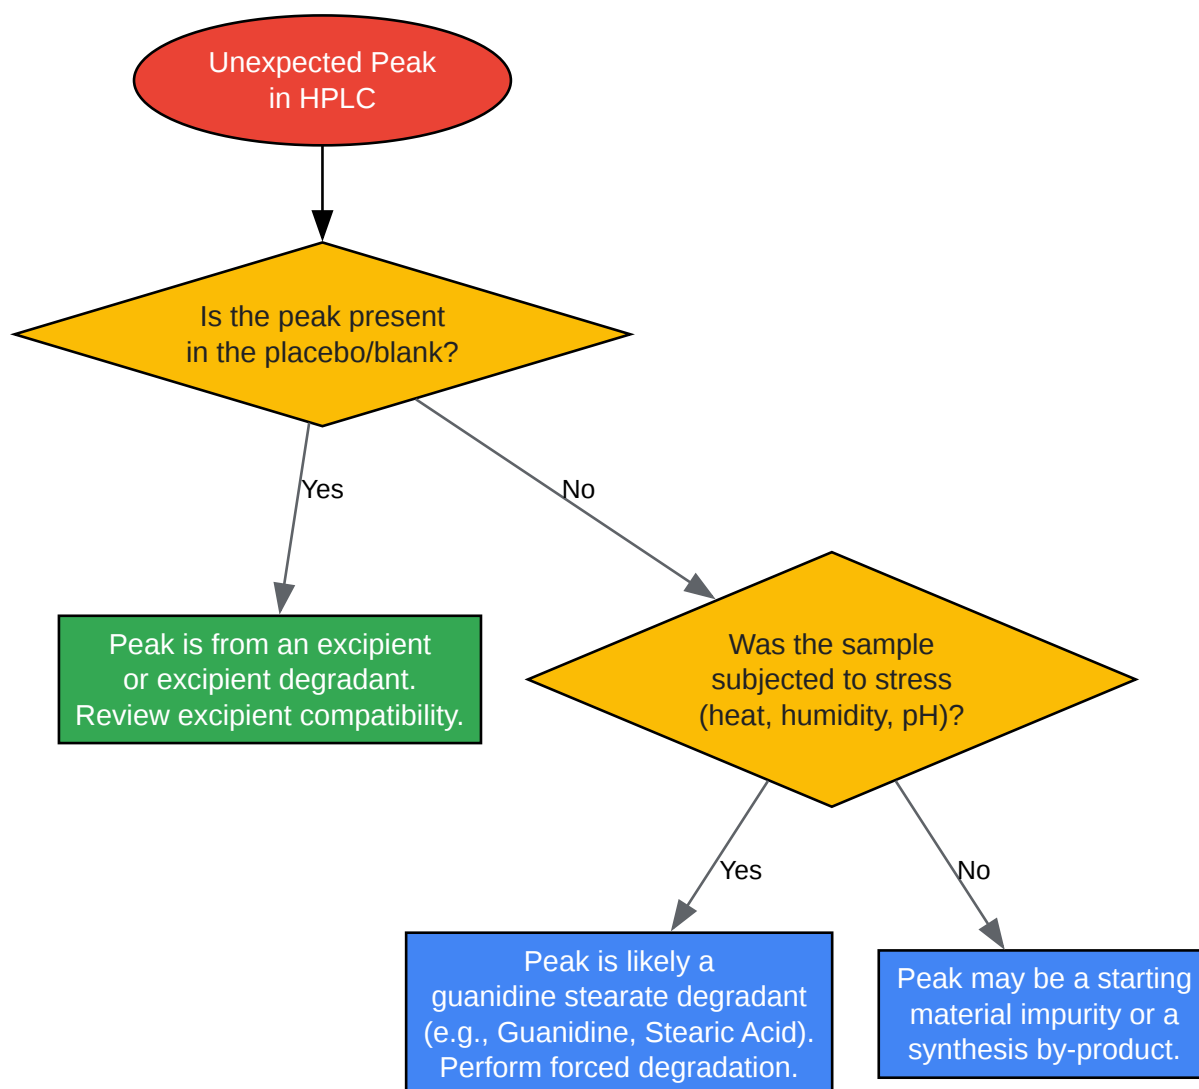 Unexpected Peak
in HPLC
Is the peak present
in the placebo/blank?
Yes
No
Peak is from an excipient
or excipient degradant.
Review excipient compatibility.
Was the sample
subjected to stress
(heat, humidity, pH)?
Yes
No
Peak is likely a
guanidine stearate degradant
(e.g., Guanidine, Stearic Acid).
Perform forced degradation.
Peak may be a starting
material impurity or a
synthesis by-product.